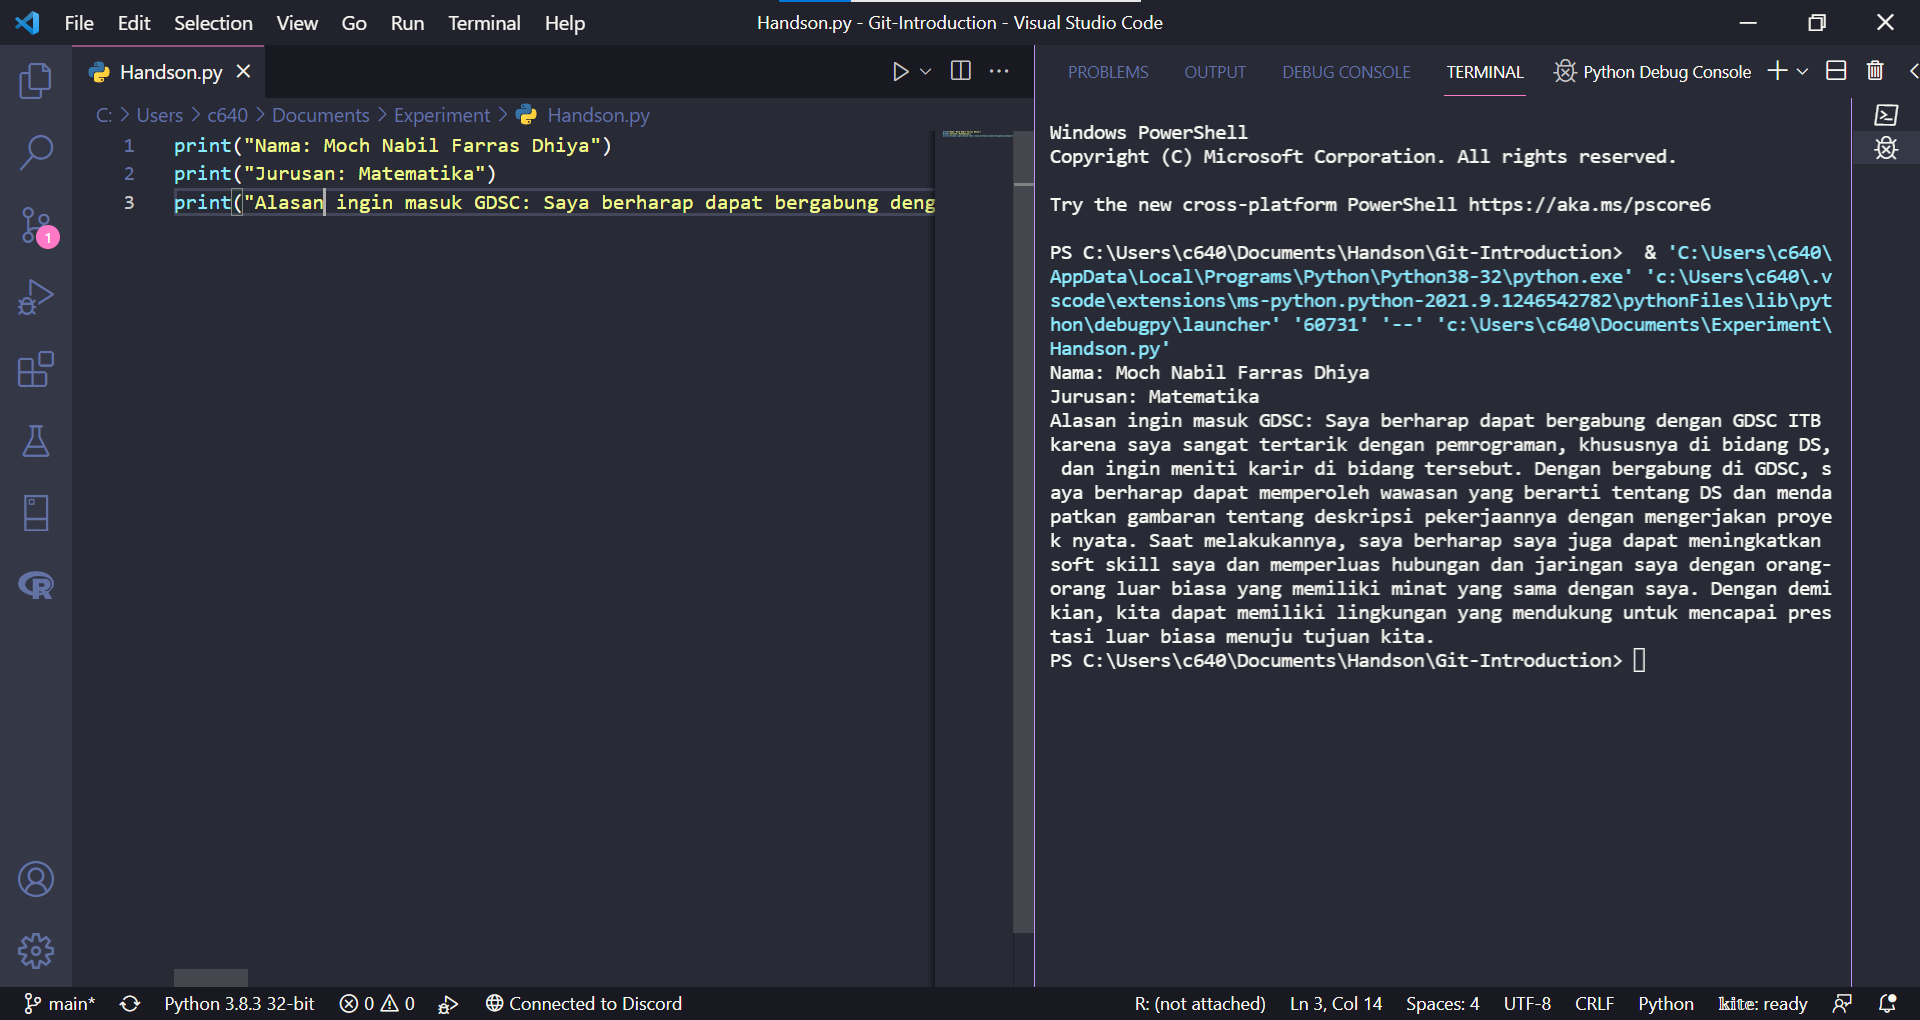 File Edit Selection View Go Run Terminal Help
Handson.py - Git-Introduction - Visual Studio Code
Handson.py
C: > Users > c640 > Documents > Experiment > Handson.py
1 print("Nama: Moch Nabil Farras Dhiya")
2 print("Jurusan: Matematika")
3 print("Alasan ingin masuk GDSC: Saya berharap dapat bergabung deng
1
PROBLEMS OUTPUT DEBUG CONSOLE TERMINAL Python Debug Console
Windows PowerShell
Copyright (C) Microsoft Corporation. All rights reserved.
Try the new cross-platform PowerShell https://aka.ms/pscore6
PS C:\Users\c640\Documents\Handson\Git-Introduction>  & 'C:\Users\c640\
AppData\Local\Programs\Python\Python38-32\python.exe' 'c:\Users\c640\.v
scode\extensions\ms-python.python-2021.9.1246542782\pythonFiles\lib\pyt
hon\debugpy\launcher' '60731' '--' 'c:\Users\c640\Documents\Experiment\
Handson.py'
Nama: Moch Nabil Farras Dhiya
Jurusan: Matematika
Alasan ingin masuk GDSC: Saya berharap dapat bergabung dengan GDSC ITB
karena saya sangat tertarik dengan pemrograman, khususnya di bidang DS,
 dan ingin meniti karir di bidang tersebut. Dengan bergabung di GDSC, s
aya berharap dapat memperoleh wawasan yang berarti tentang DS dan menda
patkan gambaran tentang deskripsi pekerjaannya dengan mengerjakan proye
k nyata. Saat melakukannya, saya berharap saya juga dapat meningkatkan
soft skill saya dan memperluas hubungan dan jaringan saya dengan orang-
orang luar biasa yang memiliki minat yang sama dengan saya. Dengan demi
kian, kita dapat memiliki lingkungan yang mendukung untuk mencapai pres
tasi luar biasa menuju tujuan kita.
PS C:\Users\c640\Documents\Handson\Git-Introduction>
main* Python 3.8.3 32-bit 0 0 Connected to Discord R: (not attached) Ln 3, Col 14 Spaces: 4 UTF-8 CRLF Python kite: ready